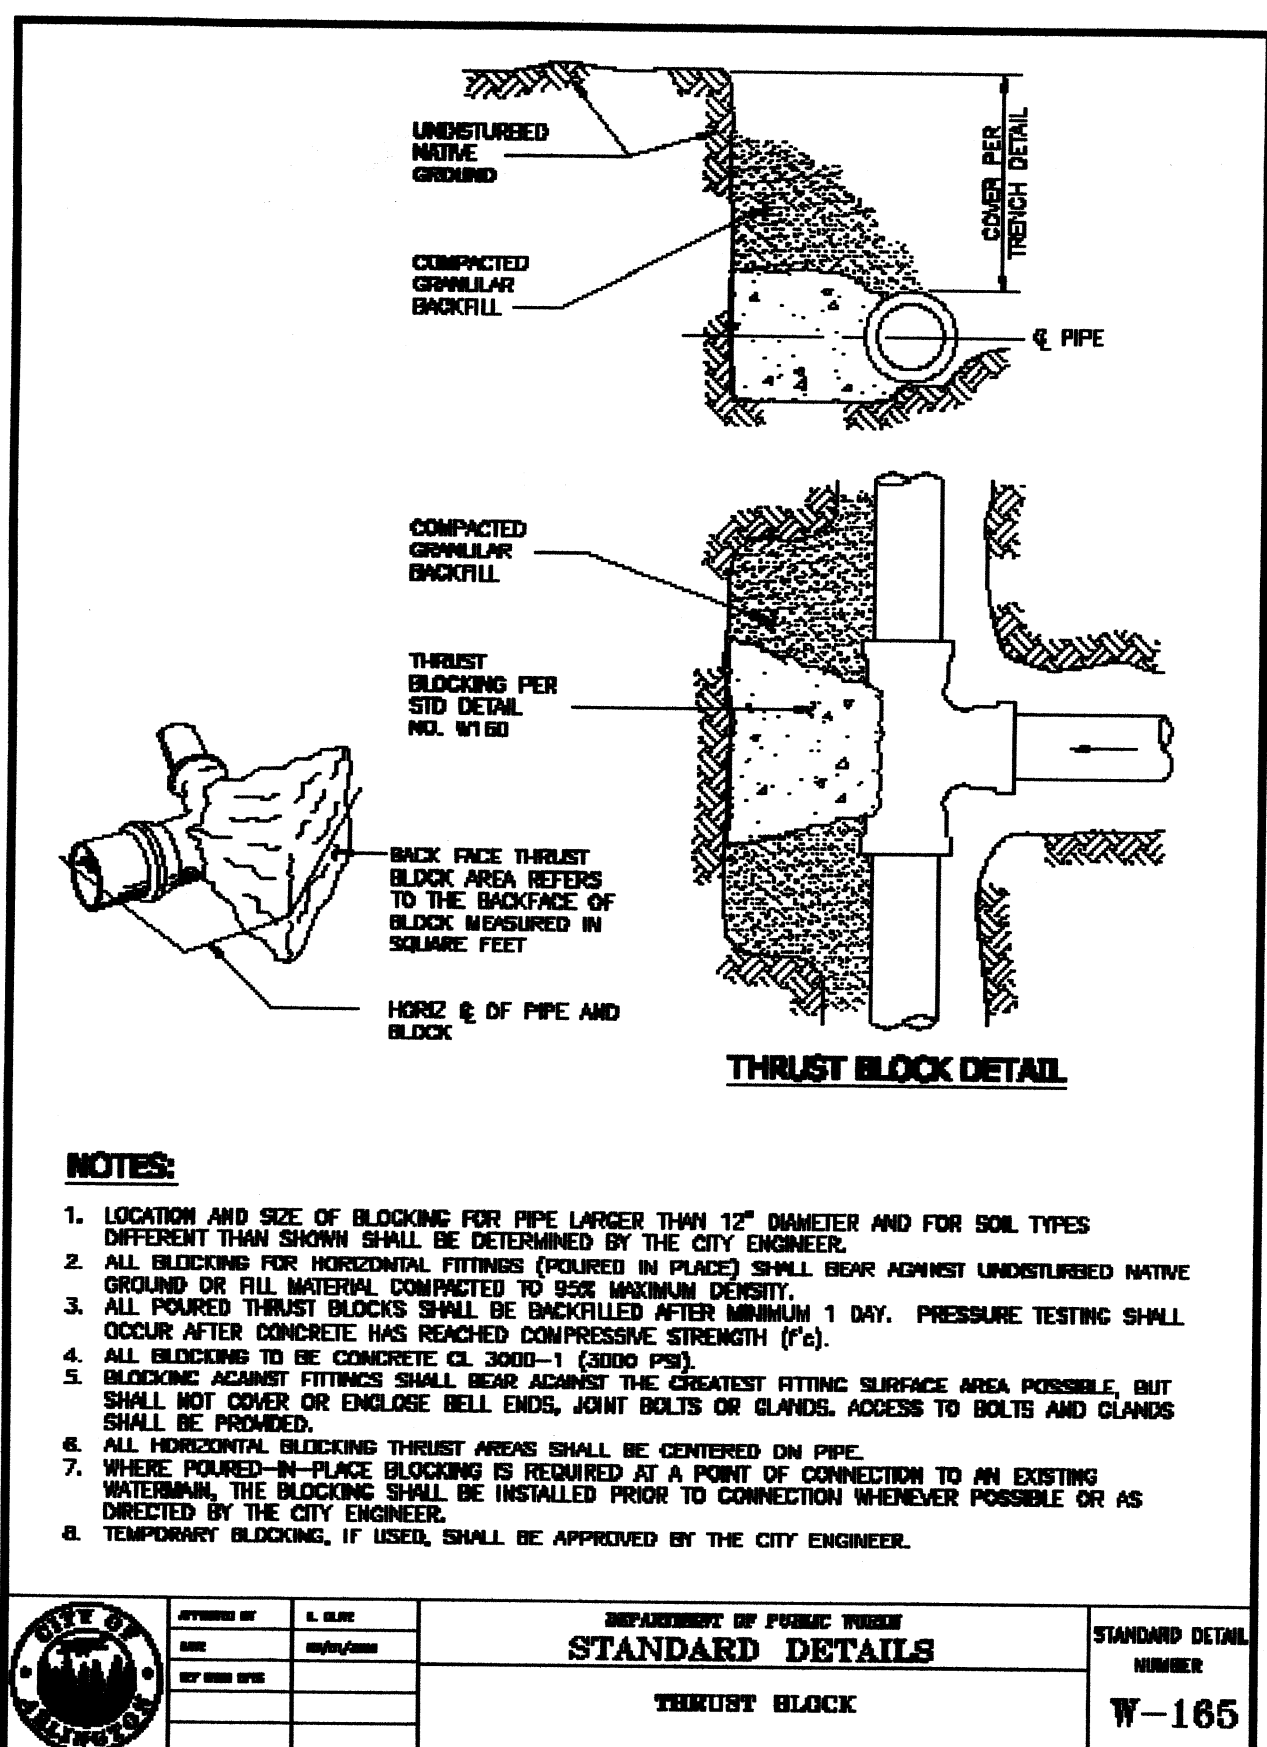 UNDISTURBED
NATIVE
GROUND
COVER PER
TRENCH DETAIL
COMPACTED
GRANULAR
BACKFILL
℄ PIPE
COMPACTED
GRANULAR
BACKFILL
THRUST
BLOCKING PER
STD DETAIL
NO. W160
BACK FACE THRUST
BLOCK AREA REFERS
TO THE BACKFACE OF
BLOCK MEASURED IN
SQUARE FEET
HORIZ ℄ OF PIPE AND
BLOCK
THRUST BLOCK DETAIL
NOTES:
1. LOCATION AND SIZE OF BLOCKING FOR PIPE LARGER THAN 12" DIAMETER AND FOR SOIL TYPES
DIFFERENT THAN SHOWN SHALL BE DETERMINED BY THE CITY ENGINEER.
2. ALL BLOCKING FOR HORIZONTAL FITTINGS (POURED IN PLACE) SHALL BEAR AGAINST UNDISTURBED NATIVE
GROUND OR FILL MATERIAL COMPACTED TO 95% MAXIMUM DENSITY.
3. ALL POURED THRUST BLOCKS SHALL BE BACKFILLED AFTER MINIMUM 1 DAY. PRESSURE TESTING SHALL
OCCUR AFTER CONCRETE HAS REACHED COMPRESSIVE STRENGTH (f'c).
4. ALL BLOCKING TO BE CONCRETE CL 3000-1 (3000 PSI).
5. BLOCKING AGAINST FITTINGS SHALL BEAR AGAINST THE GREATEST FITTING SURFACE AREA POSSIBLE, BUT
SHALL NOT COVER OR ENCLOSE BELL ENDS, JOINT BOLTS OR GLANDS. ACCESS TO BOLTS AND GLANDS
SHALL BE PROVIDED.
6. ALL HORIZONTAL BLOCKING THRUST AREAS SHALL BE CENTERED ON PIPE.
7. WHERE POURED-IN-PLACE BLOCKING IS REQUIRED AT A POINT OF CONNECTION TO AN EXISTING
WATERMAIN, THE BLOCKING SHALL BE INSTALLED PRIOR TO CONNECTION WHENEVER POSSIBLE OR AS
DIRECTED BY THE CITY ENGINEER.
8. TEMPORARY BLOCKING, IF USED, SHALL BE APPROVED BY THE CITY ENGINEER.
CITY OF
ARLINGTON
APPROVED BY
DATE
DEPARTMENT OF PUBLIC WORKS
STANDARD DETAILS
THRUST BLOCK
STANDARD DETAIL
NUMBER
W-165